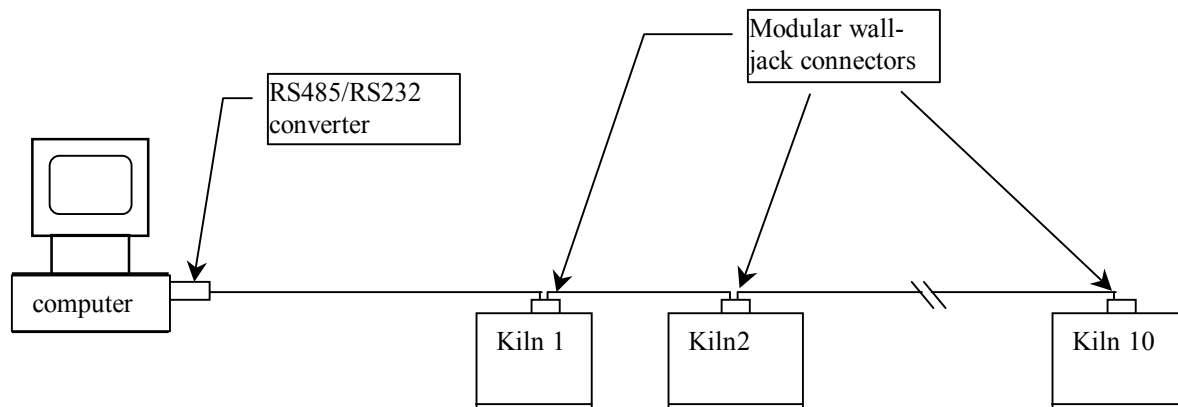 Modular wall-
jack connectors
RS485/RS232
converter
computer
Kiln 1
Kiln2
Kiln 10